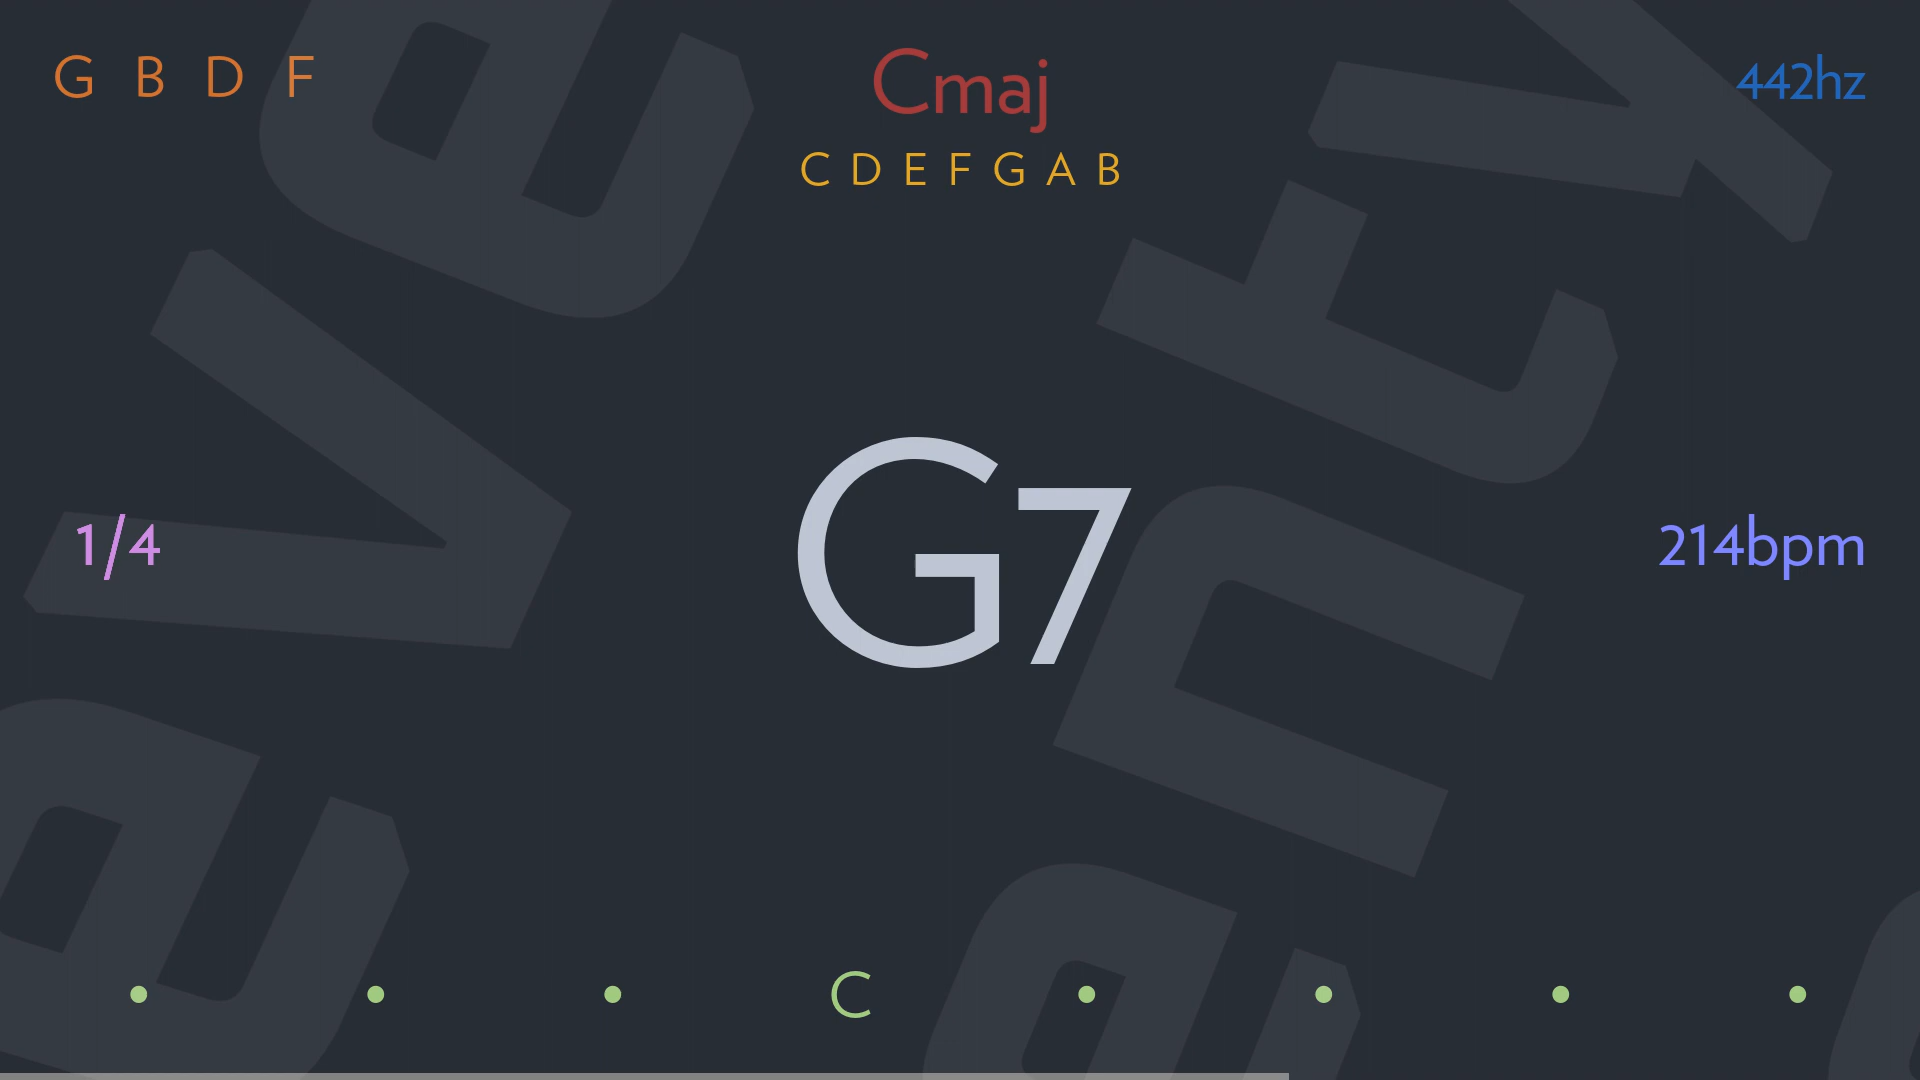 G B D F
Cmaj
442hz
C D E F G A B
1/4
G7
214bpm
C